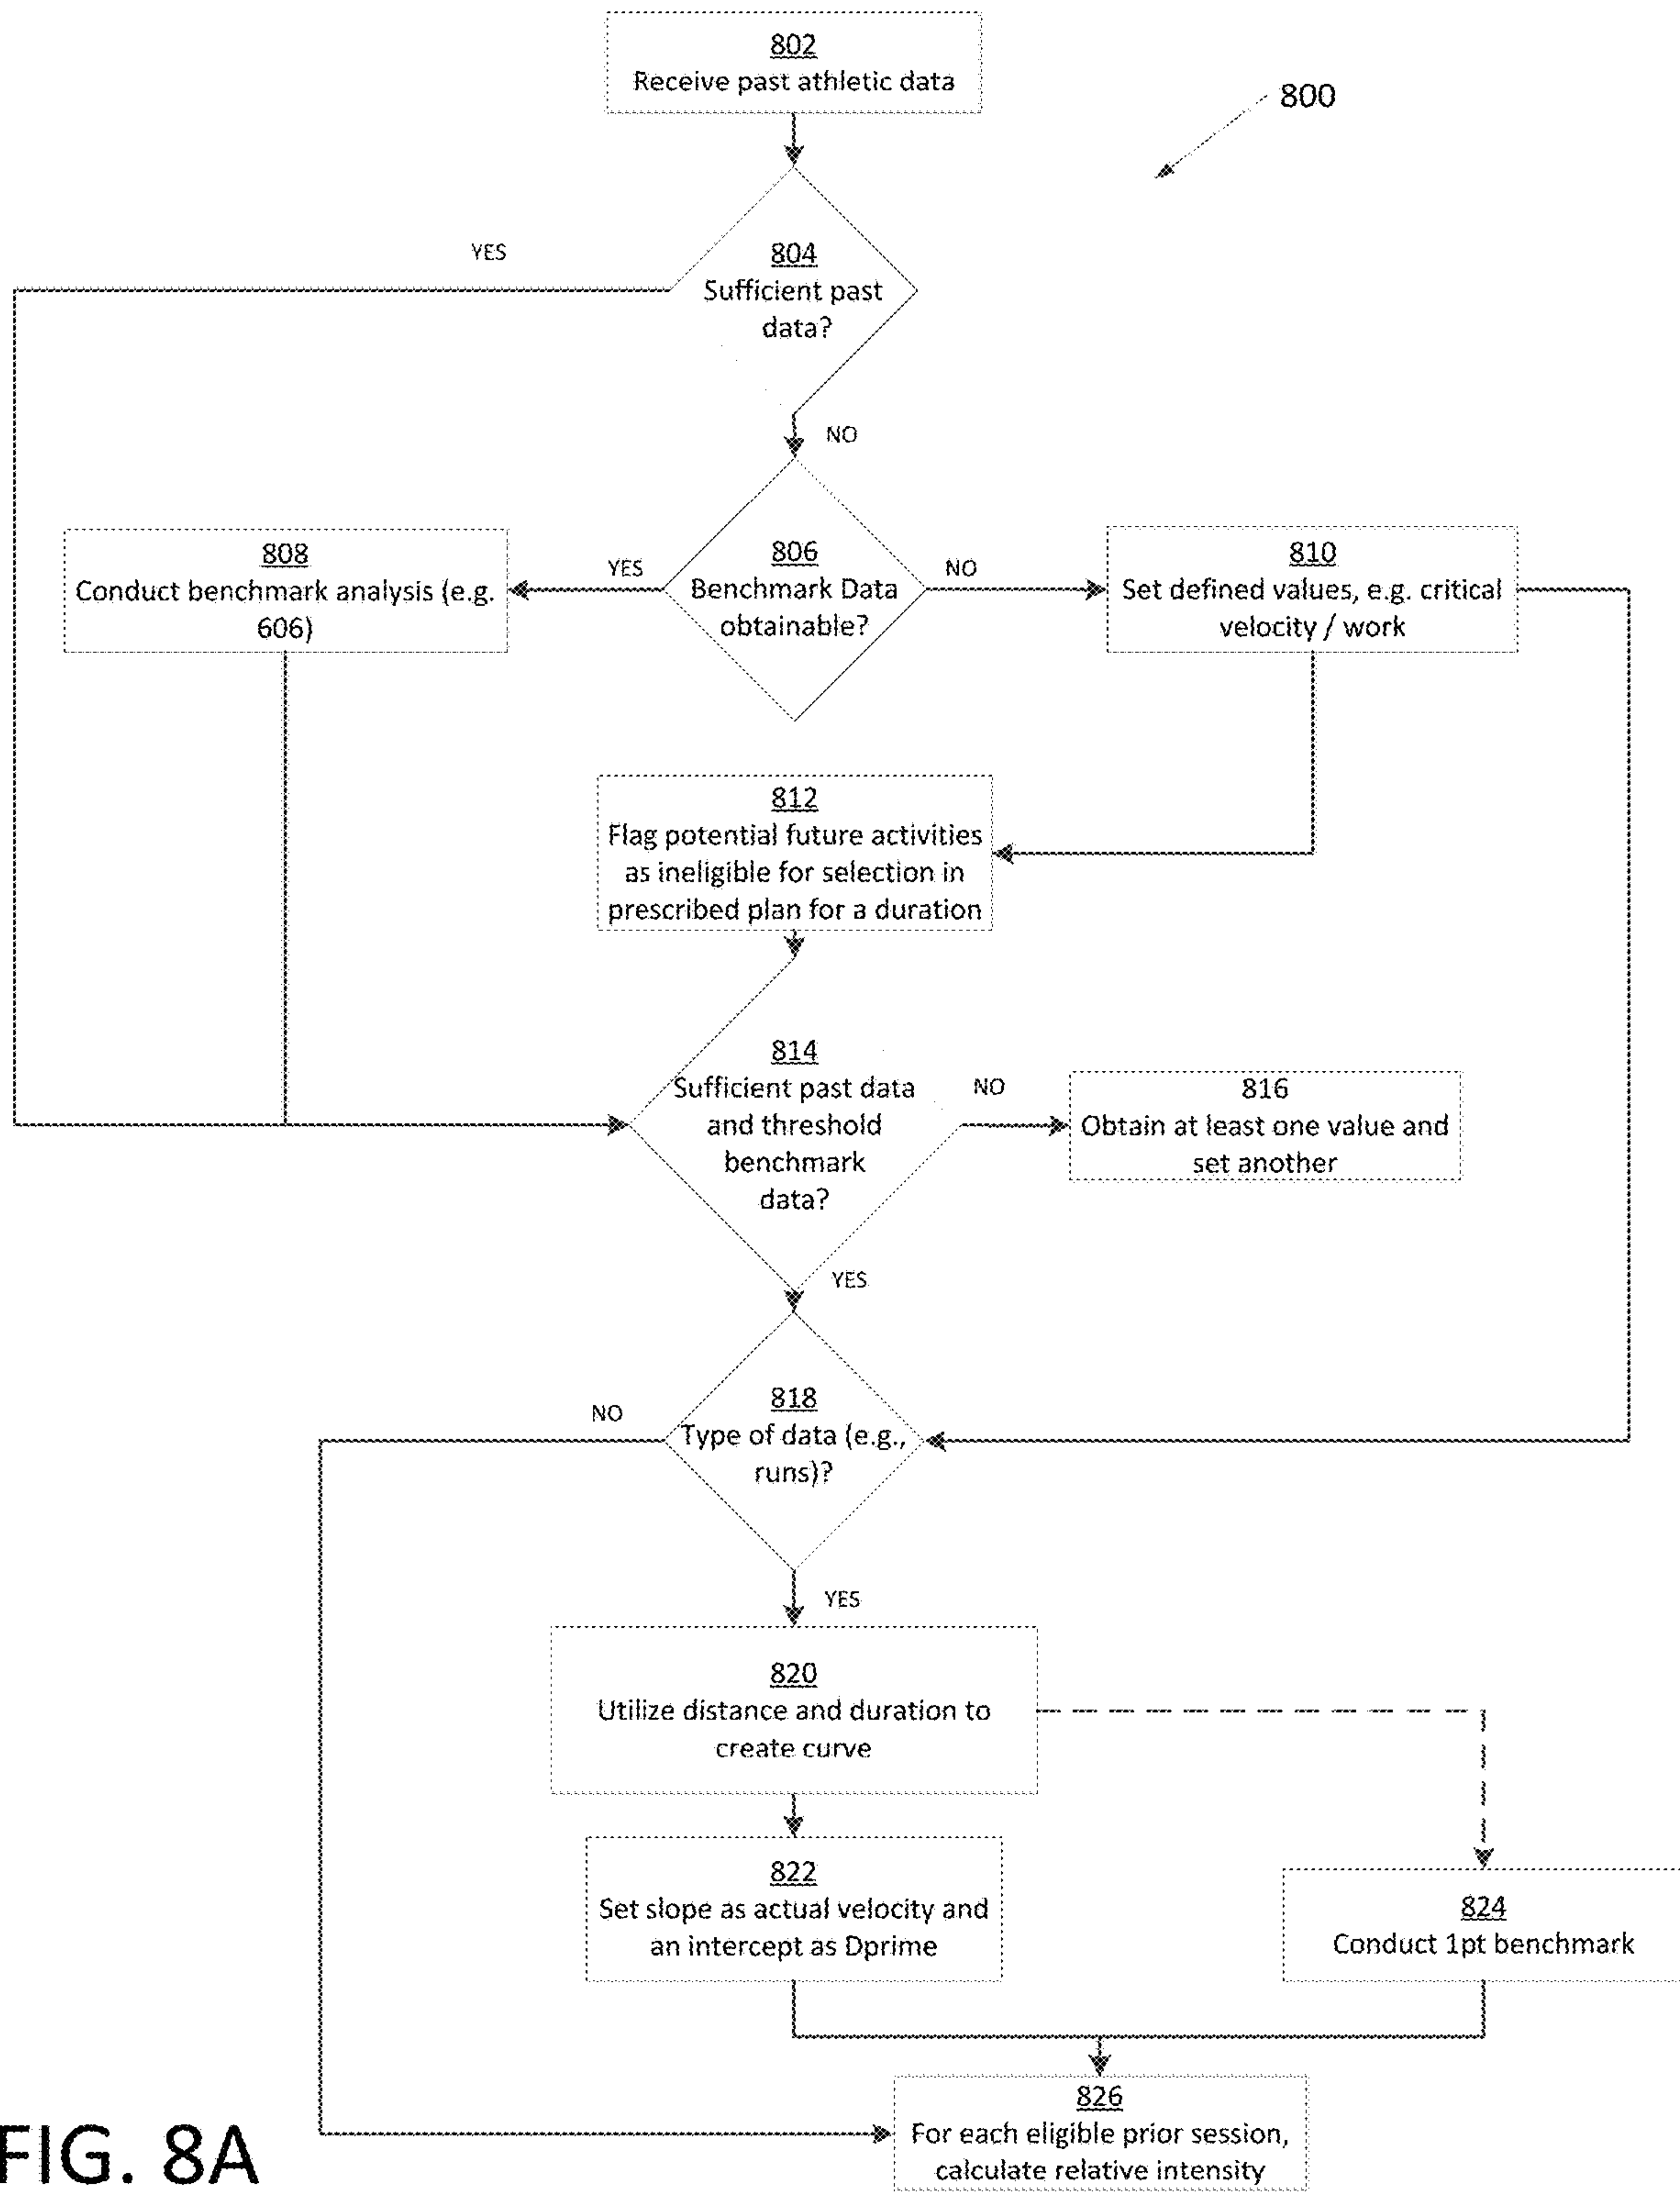 802
Receive past athletic data
800
YES
804
Sufficient past
data?
NO
808
Conduct benchmark analysis (e.g.
606)
YES
806
Benchmark Data
obtainable?
NO
810
Set defined values, e.g. critical
velocity / work
812
Flag potential future activities
as ineligible for selection in
prescribed plan for a duration
814
Sufficient past data
and threshold
benchmark
data?
NO
816
Obtain at least one value and
set another
YES
NO
818
Type of data (e.g.,
runs)?
YES
820
Utilize distance and duration to
create curve
822
Set slope as actual velocity and
an intercept as Dprime
824
Conduct 1pt benchmark
826
For each eligible prior session,
calculate relative intensity
FIG. 8A